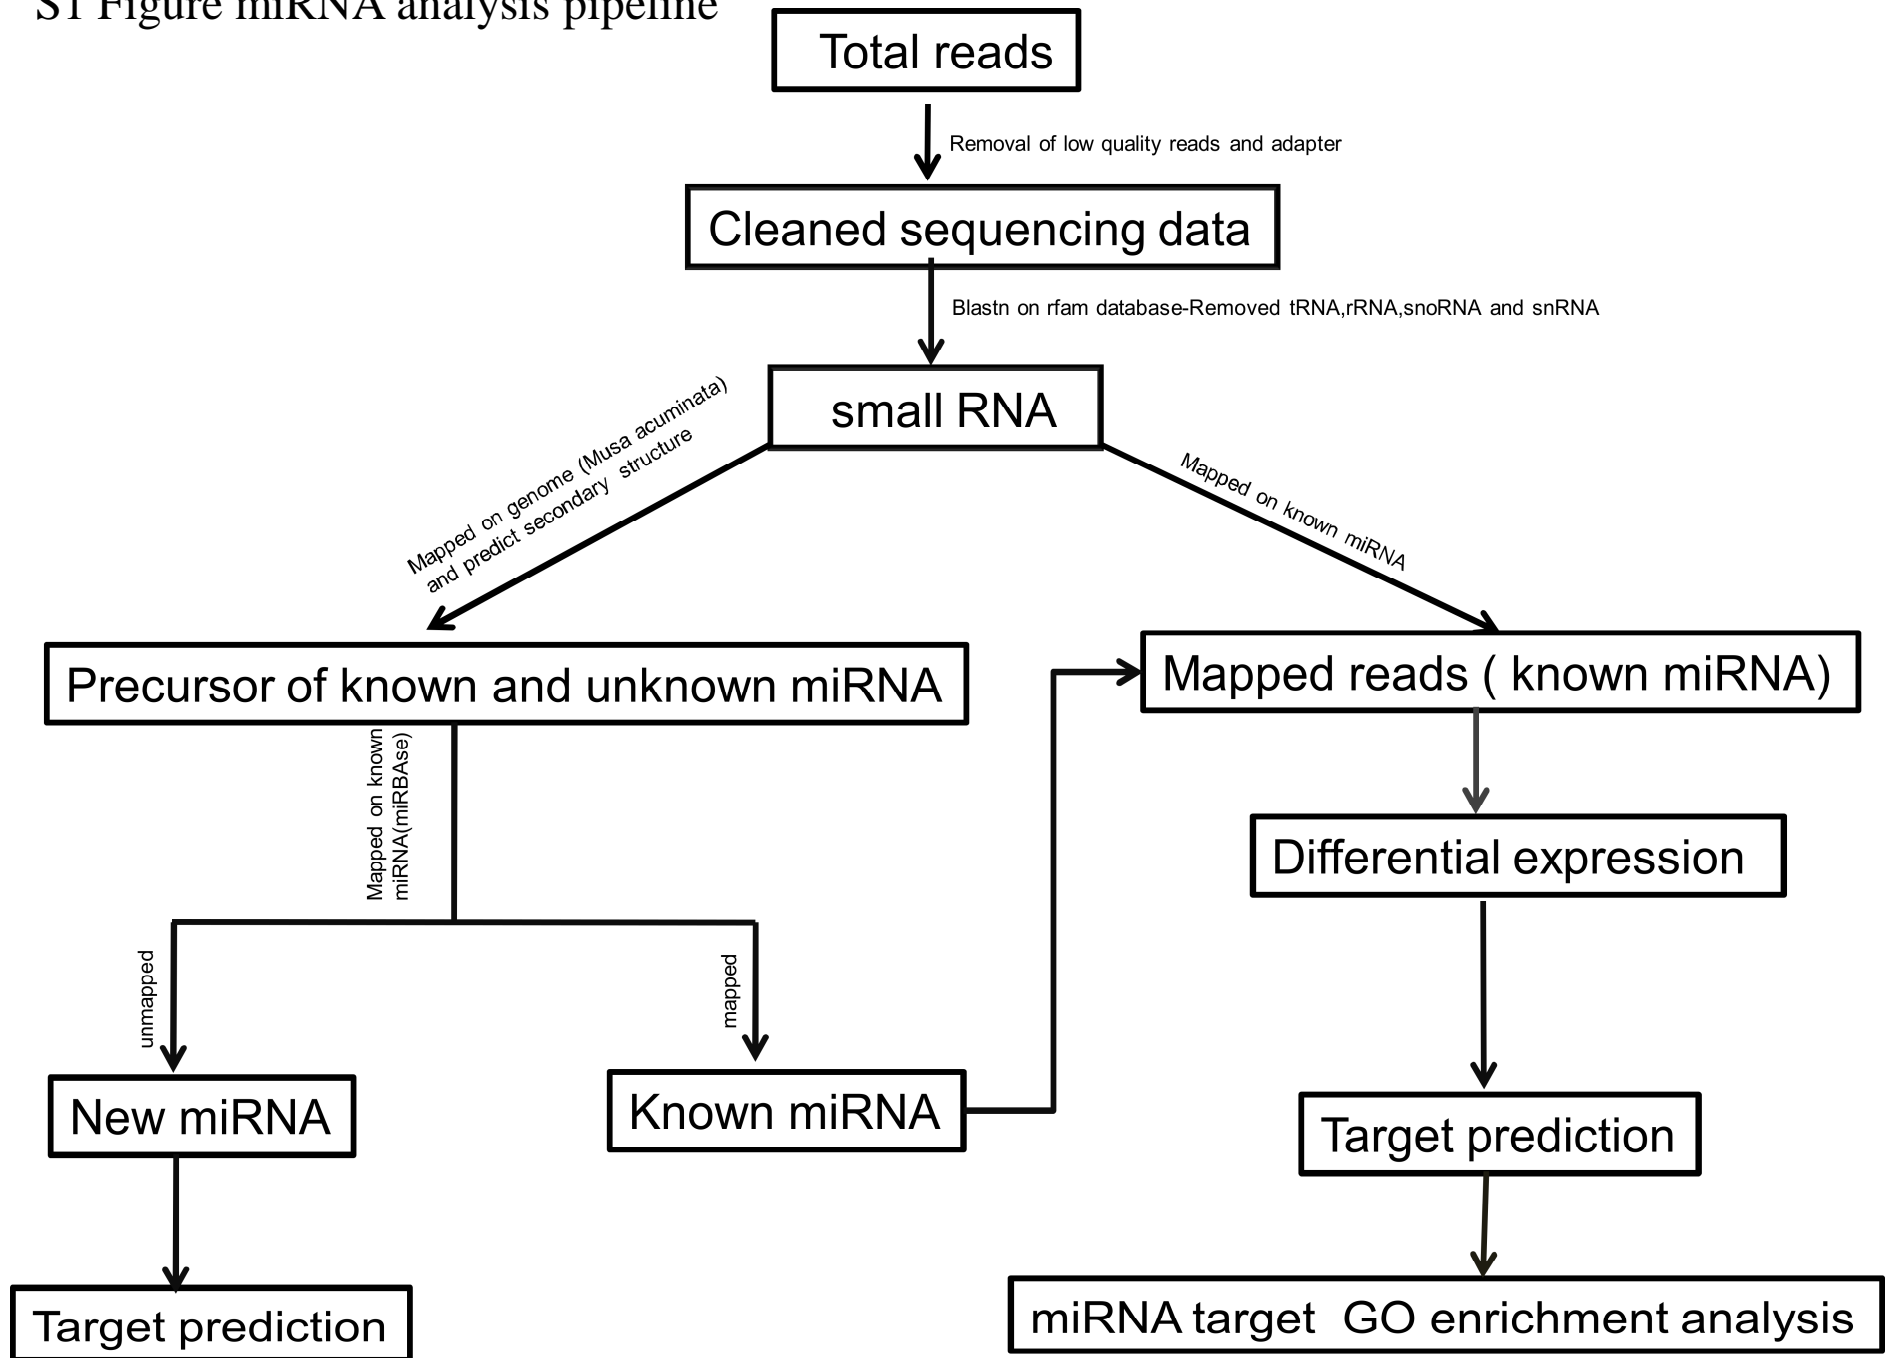 S1 Figure miRNA analysis pipeline
Total reads
Removal of low quality reads and adapter
Cleaned sequencing data
Blastn on rfam database-Removed tRNA,rRNA,snoRNA and snRNA
small RNA
Mapped on genome (Musa acuminata)
and predict secondary structure
Mapped on known miRNA
Precursor of known and unknown miRNA
Mapped reads ( known miRNA)
Mapped on known
miRNA(miRBAse)
Differential expression
unmapped
mapped
New miRNA
Known miRNA
Target prediction
Target prediction
miRNA target GO enrichment analysis